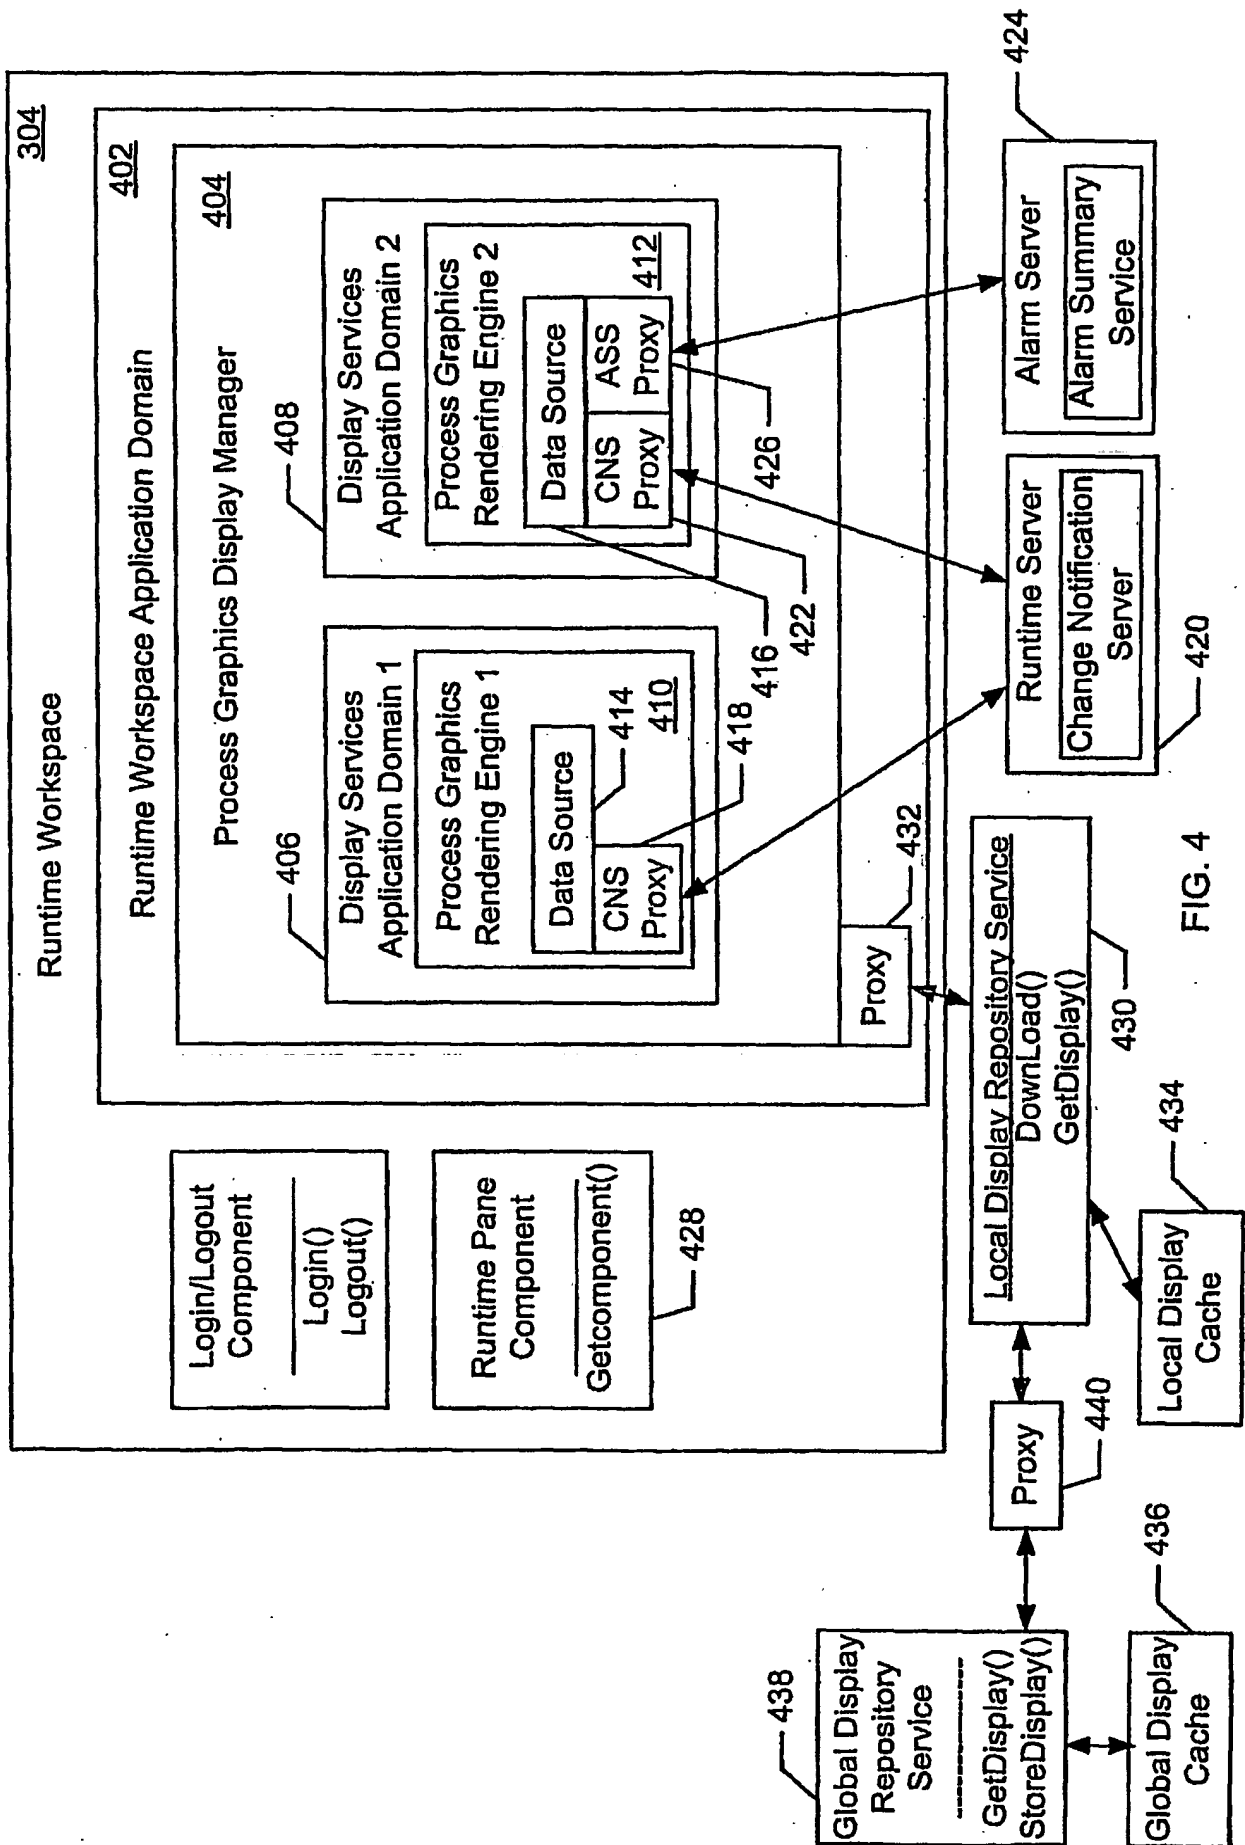 Runtime Workspace
304
Runtime Workspace Application Domain
402
Process Graphics Display Manager
404
Login/Logout
Component
Login()
Logout()
Runtime Pane
Component
Getcomponent()
428
406
Display Services
Application Domain 1
Process Graphics
Rendering Engine 1
Data Source
414
410
CNS
Proxy
418
408
Display Services
Application Domain 2
Process Graphics
Rendering Engine 2
Data Source
CNS
Proxy
ASS
Proxy
412
416
422
426
Proxy
432
438
Global Display
Repository
Service
GetDisplay()
StoreDisplay()
Global Display
Cache
436
Proxy
440
Local Display Repository Service
DownLoad()
GetDisplay()
430
Local Display
Cache
434
Runtime Server
Change Notification
Server
420
Alarm Server
Alarm Summary
Service
424
FIG. 4